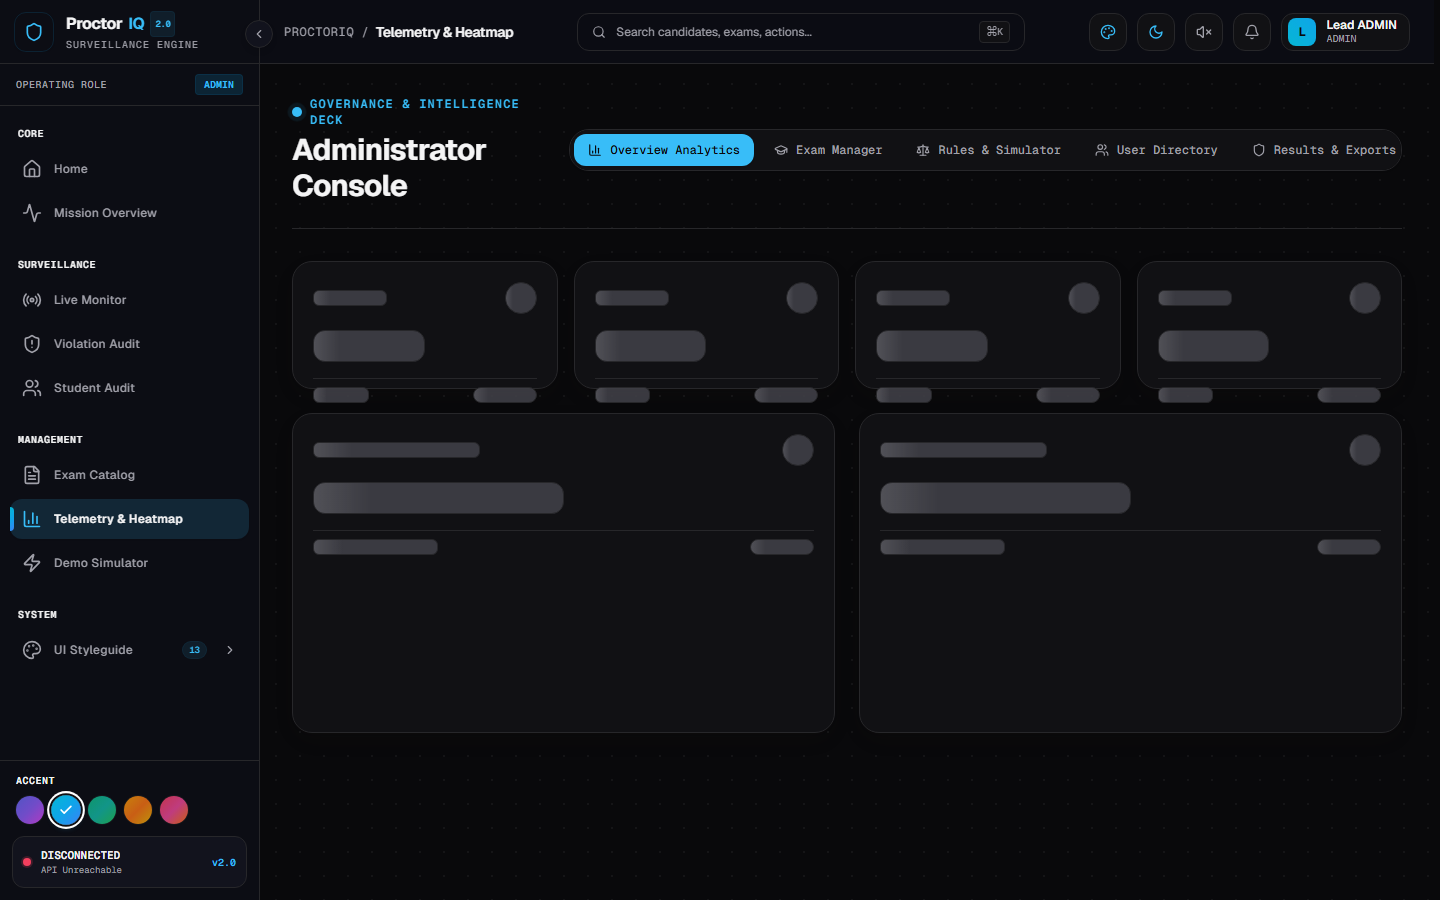 Proctor IQ 2.0
SURVEILLANCE ENGINE
OPERATING ROLE ADMIN
CORE
Home
Mission Overview
SURVEILLANCE
Live Monitor
Violation Audit
Student Audit
MANAGEMENT
Exam Catalog
Telemetry & Heatmap
Demo Simulator
SYSTEM
UI Styleguide 13
ACCENT
DISCONNECTED
API Unreachable
v2.0
PROCTORIQ / Telemetry & Heatmap
Search candidates, exams, actions... ⌘K
L
Lead ADMIN
ADMIN
GOVERNANCE & INTELLIGENCE
DECK
Administrator
Console
Overview Analytics
Exam Manager
Rules & Simulator
User Directory
Results & Exports